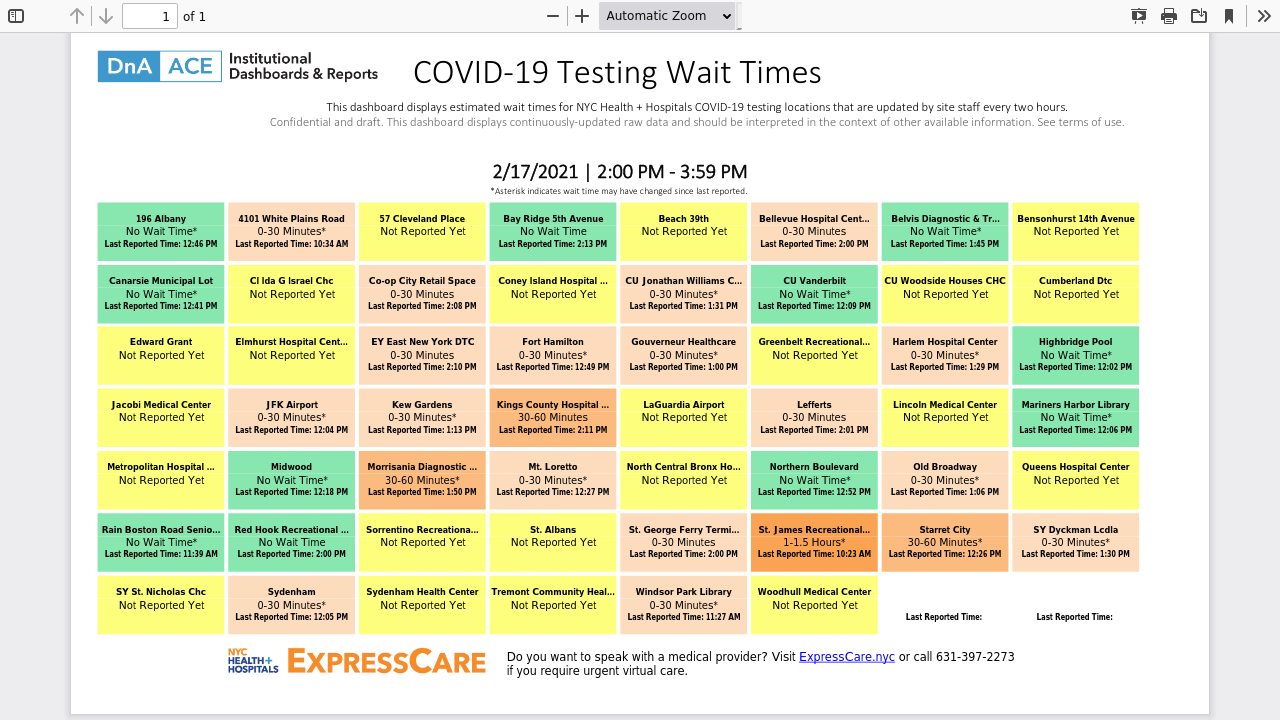 1 of 1 Automatic Zoom
DnA ACE Institutional
Dashboards & Reports
COVID-19 Testing Wait Times
This dashboard displays estimated wait times for NYC Health + Hospitals COVID-19 testing locations that are updated by site staff every two hours.
Confidential and draft. This dashboard displays continuously-updated raw data and should be interpreted in the context of other available information. See terms of use.
2/17/2021 | 2:00 PM - 3:59 PM
*Asterisk indicates wait time may have changed since last reported.
196 Albany
No Wait Time*
Last Reported Time: 12:46 PM
4101 White Plains Road
0-30 Minutes*
Last Reported Time: 10:34 AM
57 Cleveland Place
Not Reported Yet
Bay Ridge 5th Avenue
No Wait Time
Last Reported Time: 2:13 PM
Beach 39th
Not Reported Yet
Bellevue Hospital Cent...
0-30 Minutes
Last Reported Time: 2:00 PM
Belvis Diagnostic & Tr...
No Wait Time*
Last Reported Time: 1:45 PM
Bensonhurst 14th Avenue
Not Reported Yet
Canarsie Municipal Lot
No Wait Time*
Last Reported Time: 12:41 PM
Cl Ida G Israel Chc
Not Reported Yet
Co-op City Retail Space
0-30 Minutes
Last Reported Time: 2:08 PM
Coney Island Hospital ...
Not Reported Yet
CU Jonathan Williams C...
0-30 Minutes*
Last Reported Time: 1:31 PM
CU Vanderbilt
No Wait Time*
Last Reported Time: 12:09 PM
CU Woodside Houses CHC
Not Reported Yet
Cumberland Dtc
Not Reported Yet
Edward Grant
Not Reported Yet
Elmhurst Hospital Cent...
Not Reported Yet
EY East New York DTC
0-30 Minutes
Last Reported Time: 2:10 PM
Fort Hamilton
0-30 Minutes*
Last Reported Time: 12:49 PM
Gouverneur Healthcare
0-30 Minutes*
Last Reported Time: 1:00 PM
Greenbelt Recreational...
Not Reported Yet
Harlem Hospital Center
0-30 Minutes*
Last Reported Time: 1:29 PM
Highbridge Pool
No Wait Time*
Last Reported Time: 12:02 PM
Jacobi Medical Center
Not Reported Yet
JFK Airport
0-30 Minutes*
Last Reported Time: 12:04 PM
Kew Gardens
0-30 Minutes*
Last Reported Time: 1:13 PM
Kings County Hospital ...
30-60 Minutes
Last Reported Time: 2:11 PM
LaGuardia Airport
Not Reported Yet
Lefferts
0-30 Minutes
Last Reported Time: 2:01 PM
Lincoln Medical Center
Not Reported Yet
Mariners Harbor Library
No Wait Time*
Last Reported Time: 12:06 PM
Metropolitan Hospital ...
Not Reported Yet
Midwood
No Wait Time*
Last Reported Time: 12:18 PM
Morrisania Diagnostic ...
30-60 Minutes*
Last Reported Time: 1:50 PM
Mt. Loretto
0-30 Minutes*
Last Reported Time: 12:27 PM
North Central Bronx Ho...
Not Reported Yet
Northern Boulevard
No Wait Time*
Last Reported Time: 12:52 PM
Old Broadway
0-30 Minutes*
Last Reported Time: 1:06 PM
Queens Hospital Center
Not Reported Yet
Rain Boston Road Senio...
No Wait Time*
Last Reported Time: 11:39 AM
Red Hook Recreational ...
No Wait Time
Last Reported Time: 2:00 PM
Sorrentino Recreationa...
Not Reported Yet
St. Albans
Not Reported Yet
St. George Ferry Termi...
0-30 Minutes
Last Reported Time: 2:00 PM
St. James Recreational...
1-1.5 Hours*
Last Reported Time: 10:23 AM
Starret City
30-60 Minutes*
Last Reported Time: 12:26 PM
SY Dyckman Lcdla
0-30 Minutes*
Last Reported Time: 1:30 PM
SY St. Nicholas Chc
Not Reported Yet
Sydenham
0-30 Minutes*
Last Reported Time: 12:05 PM
Sydenham Health Center
Not Reported Yet
Tremont Community Heal...
Not Reported Yet
Windsor Park Library
0-30 Minutes*
Last Reported Time: 11:27 AM
Woodhull Medical Center
Not Reported Yet
Last Reported Time:
Last Reported Time:
NYC
HEALTH+
HOSPITALS
EXPRESSCARE
Do you want to speak with a medical provider? Visit ExpressCare.nyc or call 631-397-2273
if you require urgent virtual care.